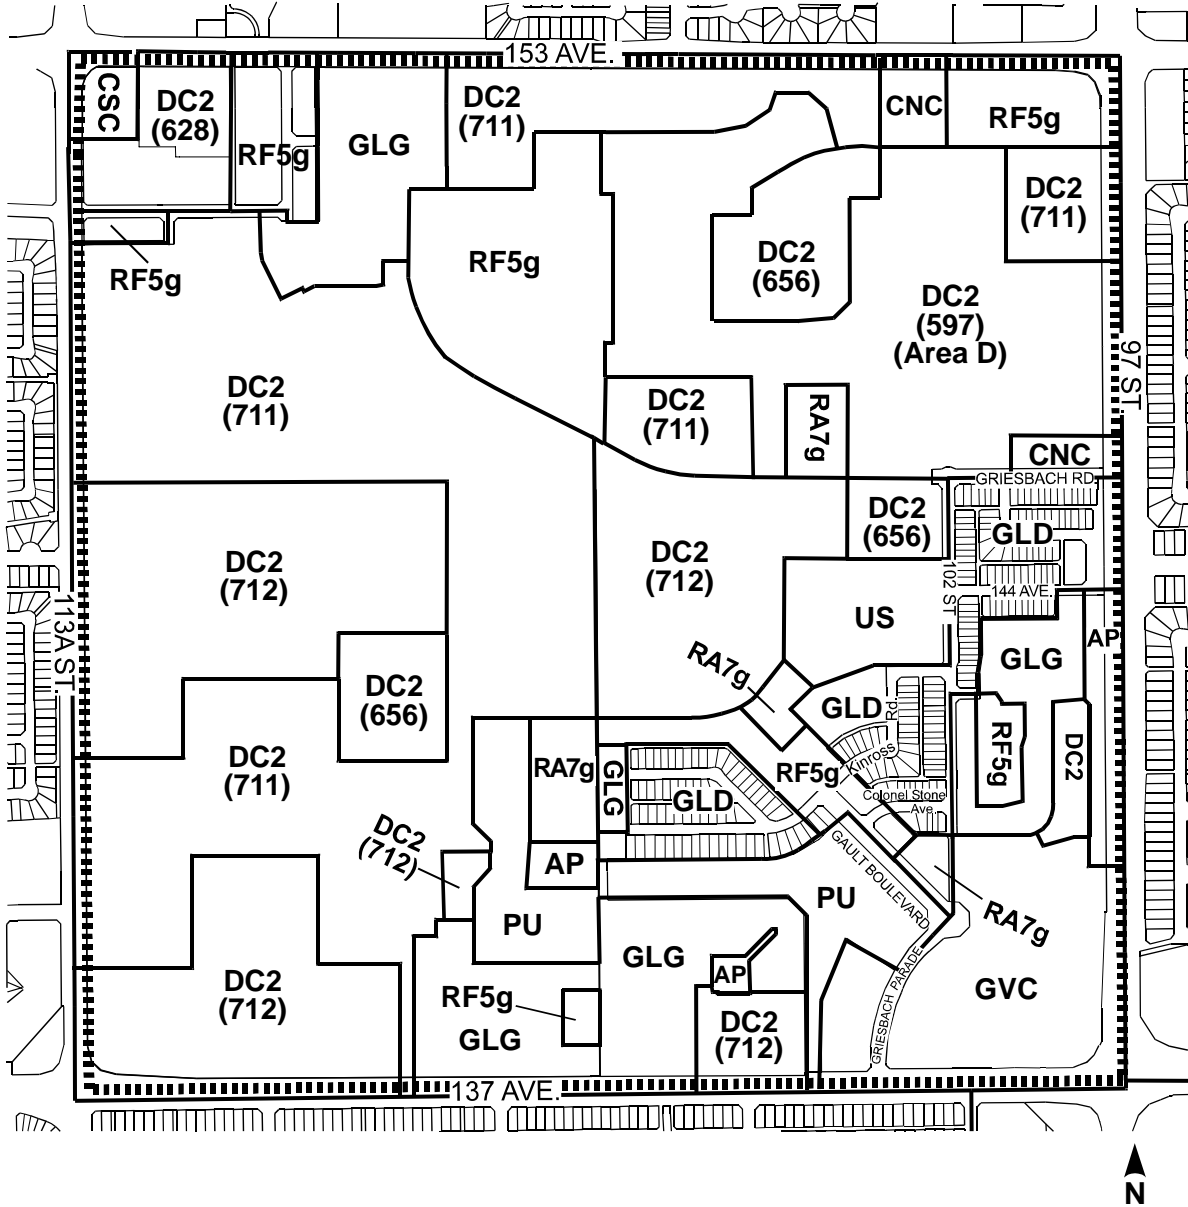 153 AVE.
CSC
DC2
(628)
RF5g
GLG
DC2
(711)
CNC
RF5g
DC2
(711)
RF5g
RF5g
DC2
(656)
DC2
(597)
(Area D)
97 ST
DC2
(711)
DC2
(711)
RA7g
CNC
GRIESBACH RD.
DC2
(656)
GLD
DC2
(712)
DC2
(712)
102 ST
144 AVE.
113A ST.
US
AP
RA7g
GLG
DC2
(656)
GLD
Rd.
Kinross
RF5g
DC2
DC2
(711)
RA7g
GLG
RF5g
GLD
Colonel Stone
Ave.
DC2
(712)
AP
GAULT BOULEVARD
PU
PU
RA7g
GLG
AP
GRIESBACH PARADE
GVC
DC2
(712)
RF5g
GLG
DC2
(712)
137 AVE.
N